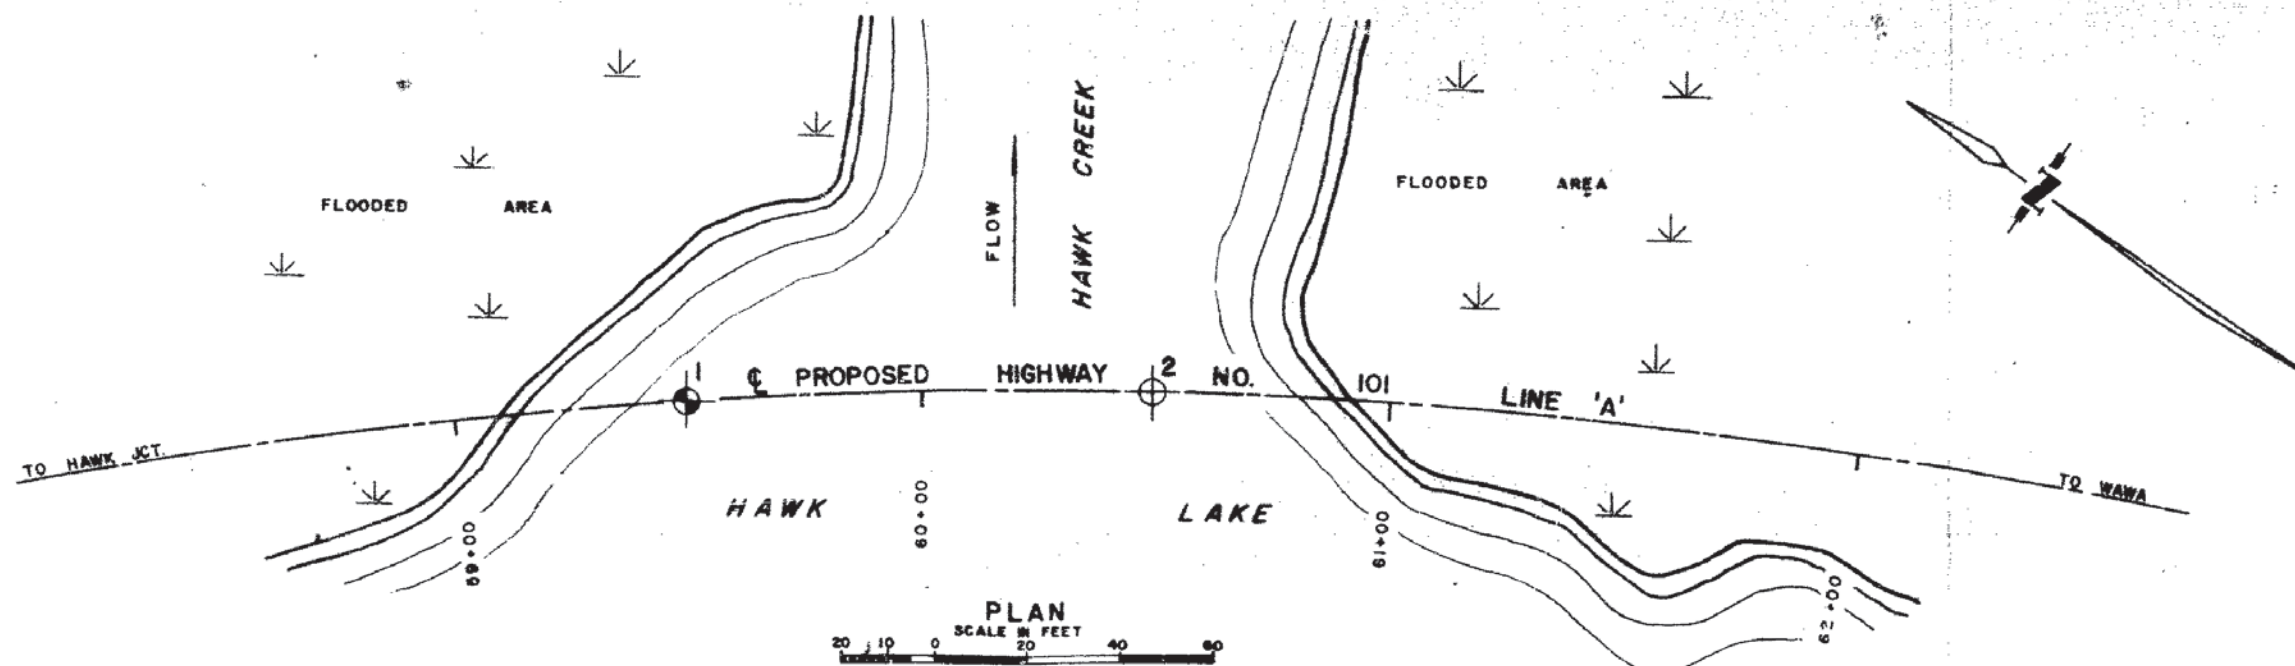 FLOODED AREA
FLOW
HAWK CREEK
FLOODED AREA
1
℄ PROPOSED HIGHWAY NO. 101 LINE 'A'
2
TO HAWK JCT.
TO WAWA
HAWK LAKE
59+00
60+00
61+00
62+00
PLAN
SCALE IN FEET
20 10 0 20 40 60